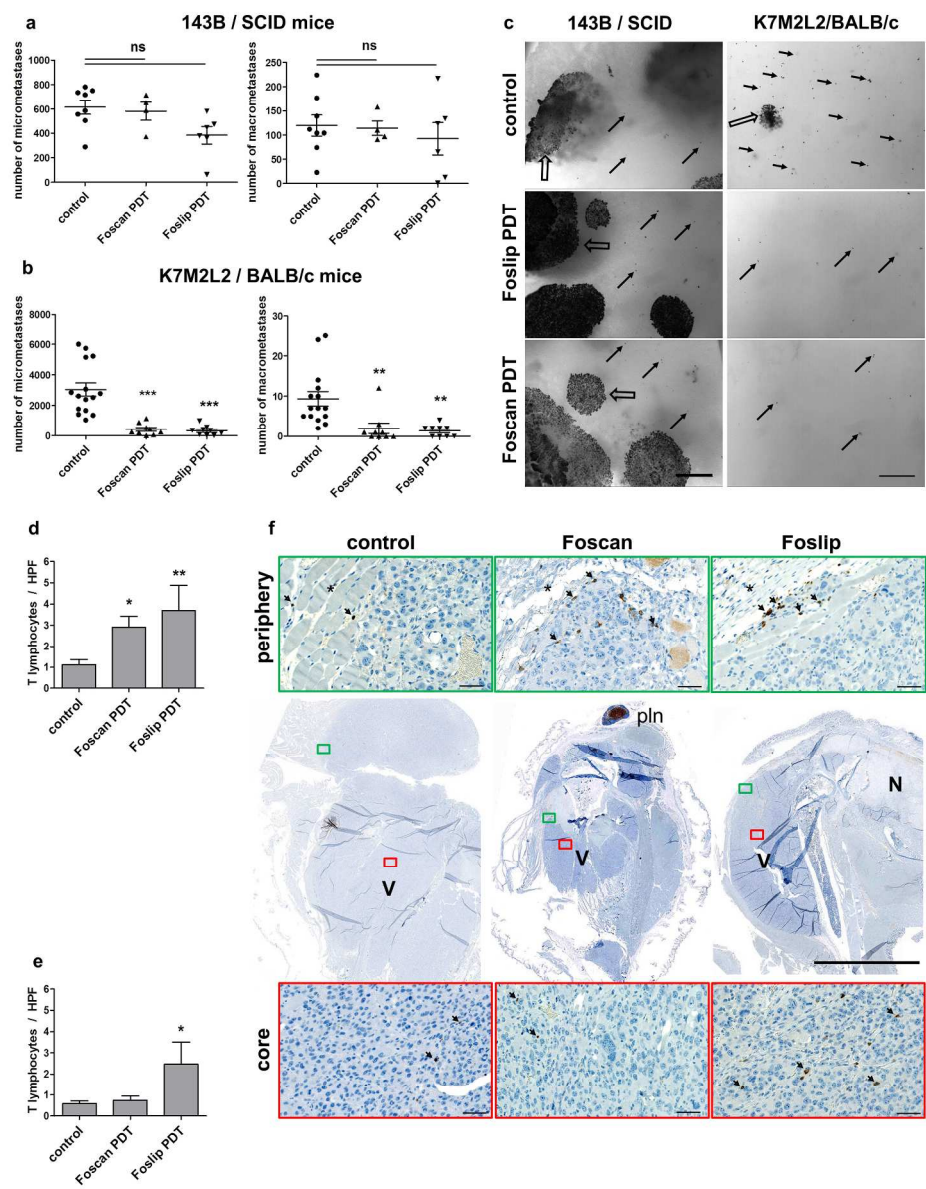 a 143B / SCID mice
ns
1000
800
600
400
200
0
number of micrometastases
control
Foscan PDT
Foslip PDT
ns
250
200
150
100
50
0
number of macrometastases
control
Foscan PDT
Foslip PDT
b K7M2L2 / BALB/c mice
6000
4000
2000
0
number of micrometastases
***
***
control
Foscan PDT
Foslip PDT
30
20
10
0
number of macrometastases
**
**
control
Foscan PDT
Foslip PDT
c 143B / SCID K7M2L2/BALB/c
control
Foslip PDT
Foscan PDT
d
6
5
4
3
2
1
0
T lymphocytes / HPF
*
**
control
Foscan PDT
Foslip PDT
e
6
5
4
3
2
1
0
T lymphocytes / HPF
*
control
Foscan PDT
Foslip PDT
f control Foscan Foslip
periphery
* * *
pln
N
V V V
core